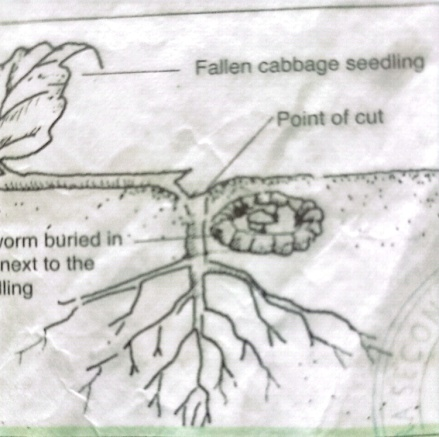 Fallen cabbage seedling
Point of cut
worm buried in
next to the
lling